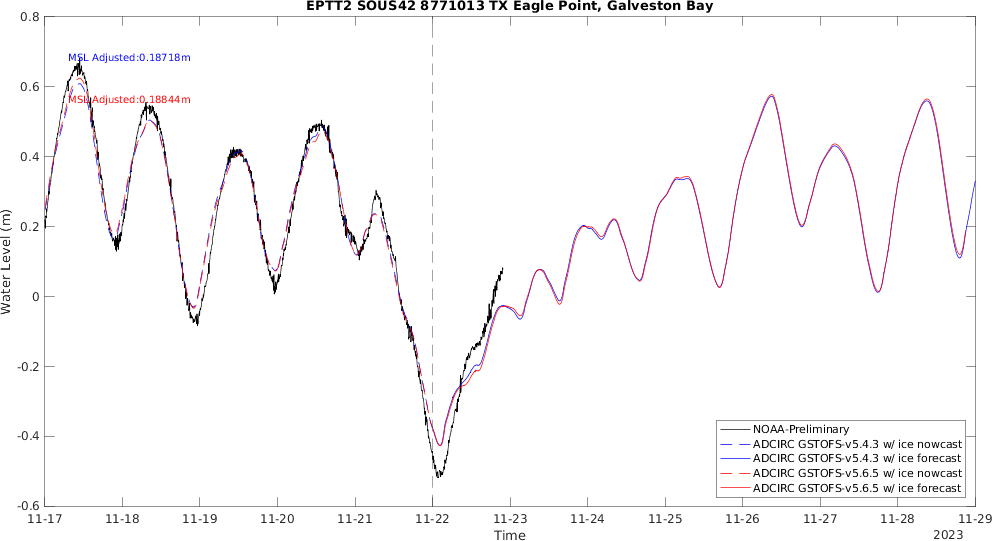 EPTT2 SOUS42 8771013 TX Eagle Point, Galveston Bay
0.8
MSL Adjusted:0.18718m
0.6
MSL Adjusted:0.18844m
0.4
0.2
0
-0.2
-0.4
-0.6
Water Level (m)
NOAA-Preliminary
ADCIRC GSTOFS-v5.4.3 w/ ice nowcast
ADCIRC GSTOFS-v5.4.3 w/ ice forecast
ADCIRC GSTOFS-v5.6.5 w/ ice nowcast
ADCIRC GSTOFS-v5.6.5 w/ ice forecast
11-17 11-18 11-19 11-20 11-21 11-22 11-23 11-24 11-25 11-26 11-27 11-28 11-29
Time
2023